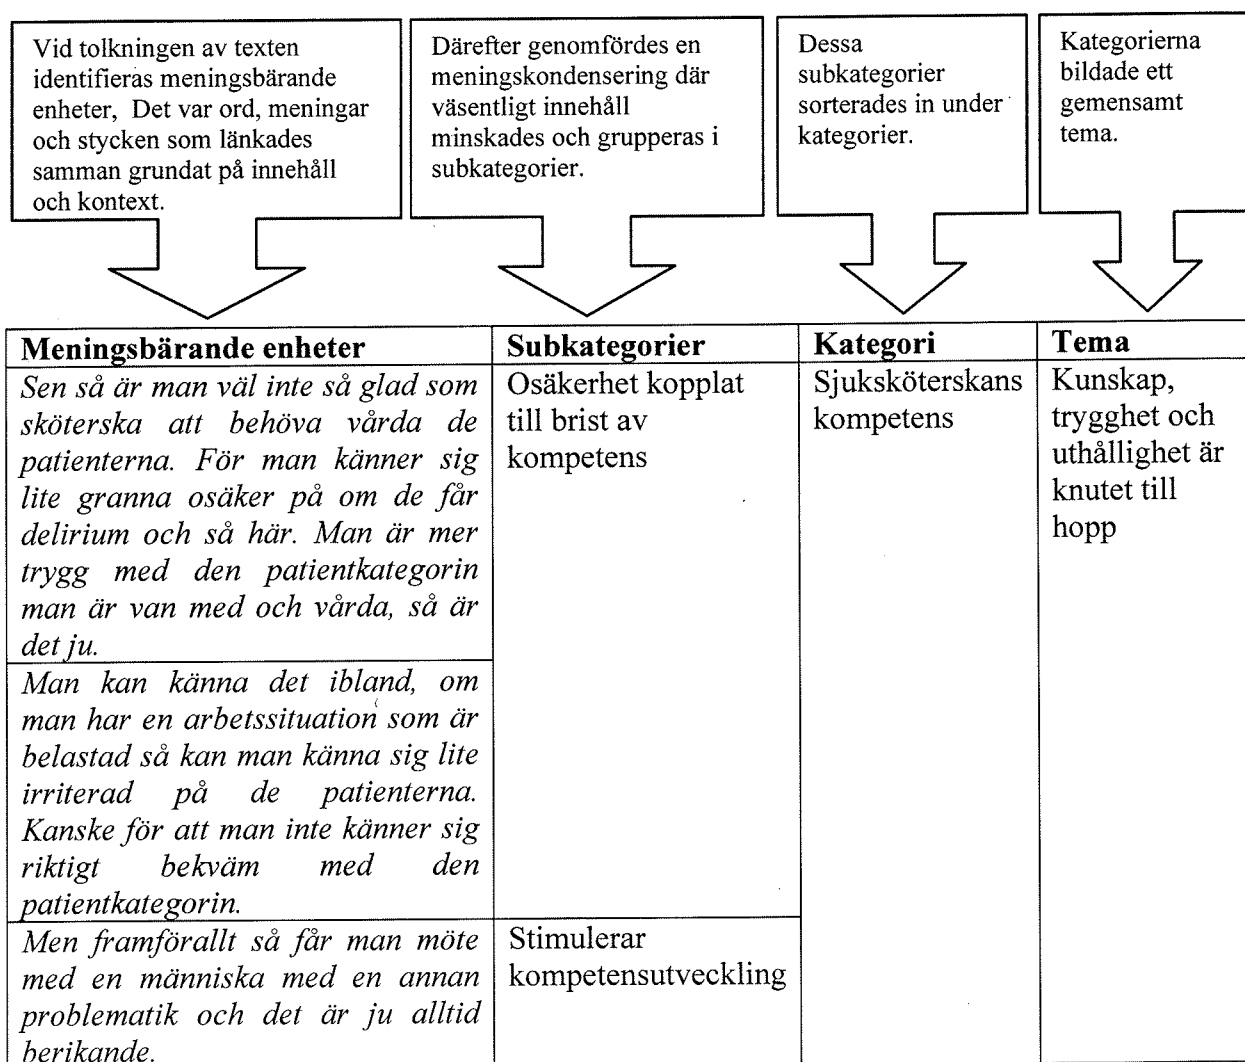 Vid tolkningen av texten
identifieras meningsbärande
enheter, Det var ord, meningar
och stycken som länkades
samman grundat på innehåll
och kontext.
Därefter genomfördes en
meningskondensering där
väsentligt innehåll
minskades och grupperas i
subkategorier.
Dessa
subkategorier
sorterades in under
kategorier.
Kategorierna
bildade ett
gemensamt
tema.
Meningsbärande enheter
Subkategorier
Kategori
Tema
Sen så är man väl inte så glad som
sköterska att behöva vårda de
patienterna. För man känner sig
lite granna osäker på om de får
delirium och så här. Man är mer
trygg med den patientkategorin
man är van med och vårda, så är
det ju.
Osäkerhet kopplat
till brist av
kompetens
Sjuksköterskans
kompetens
Kunskap,
trygghet och
uthållighet är
knutet till
hopp
Man kan känna det ibland, om
man har en arbetssituation som är
belastad så kan man känna sig lite
irriterad på de patienterna.
Kanske för att man inte känner sig
riktigt bekväm med den
patientkategorin.
Men framförallt så får man möte
med en människa med en annan
problematik och det är ju alltid
berikande.
Stimulerar
kompetensutveckling